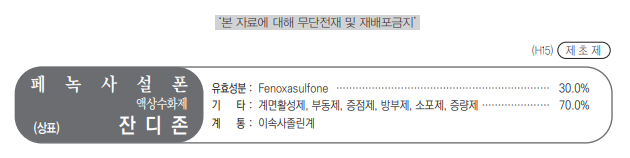 '본 자료에 대해 무단전재 및 재배포금지'
(H15) 제초제
페녹사설폰
액상수화제
(상표) 잔디존
유효성분 : Fenoxasulfone ⋯⋯⋯⋯⋯⋯⋯⋯⋯⋯ 30.0%
기 타 : 계면활성제, 부동제, 증점제, 방부제, 소포제, 증량제 ⋯⋯⋯⋯ 70.0%
계 통 : 이속사졸린계